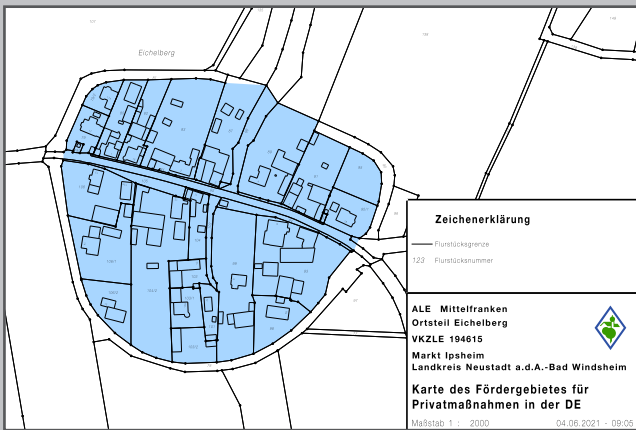 Eichelberg
Zeichenerklärung
Flurstücksgrenze
123 Flurstücksnummer
ALE Mittelfranken
Ortsteil Eichelberg
VKZLE 194615
Markt Ipsheim
Landkreis Neustadt a.d.A.-Bad Windsheim
Karte des Fördergebietes für
Privatmaßnahmen in der DE
Maßstab 1 : 2000 04.06.2021 - 09:05